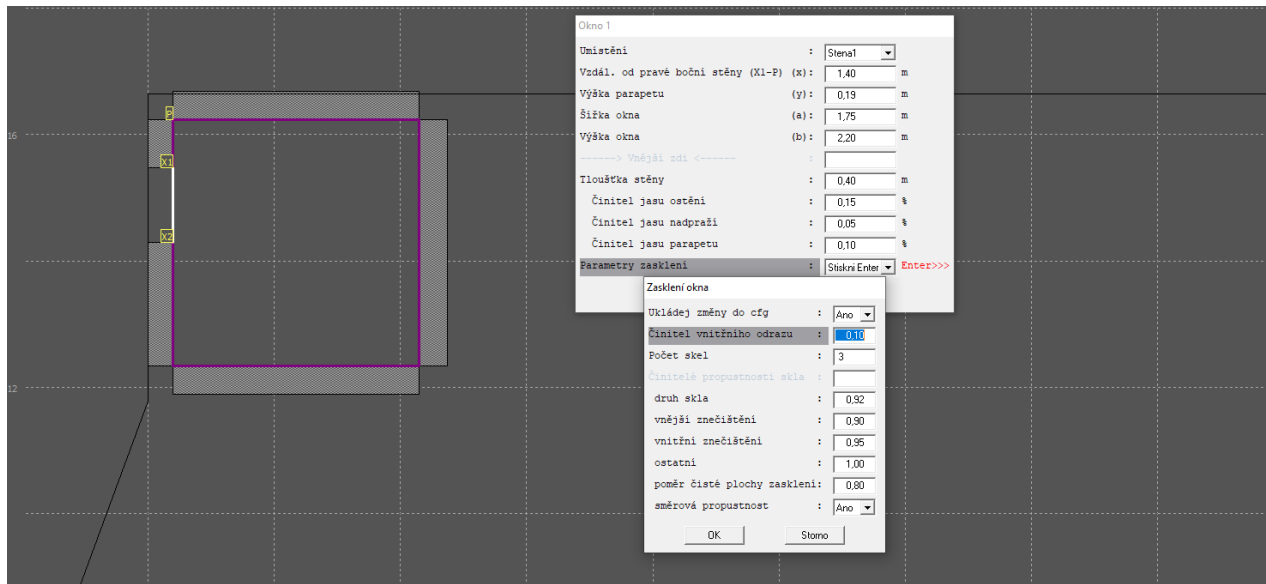 Okno 1
Umístění : Stena1
Vzdál. od pravé boční stěny (X1-P) (x): 1,40 m
Výška parapetu (y): 0,19 m
Šířka okna (a): 1,75 m
Výška okna (b): 2,20 m
------> Vnější zdi <------ :
Tloušťka stěny : 0,40 m
Činitel jasu ostění : 0,15 %
Činitel jasu nadpraží : 0,05 %
Činitel jasu parapetu : 0,10 %
Parametry zasklení : Stiskni Enter Enter>>>
Zasklení okna
Ukládej změny do cfg : Ano
Činitel vnitřního odrazu : 0,10
Počet skel : 3
Činitelé propustnosti skla :
druh skla : 0,92
vnější znečištění : 0,90
vnitřní znečištění : 0,95
ostatní : 1,00
poměr čisté plochy zasklení: 0,80
směrová propustnost : Ano
OK Storno
P
16
X1
X2
12